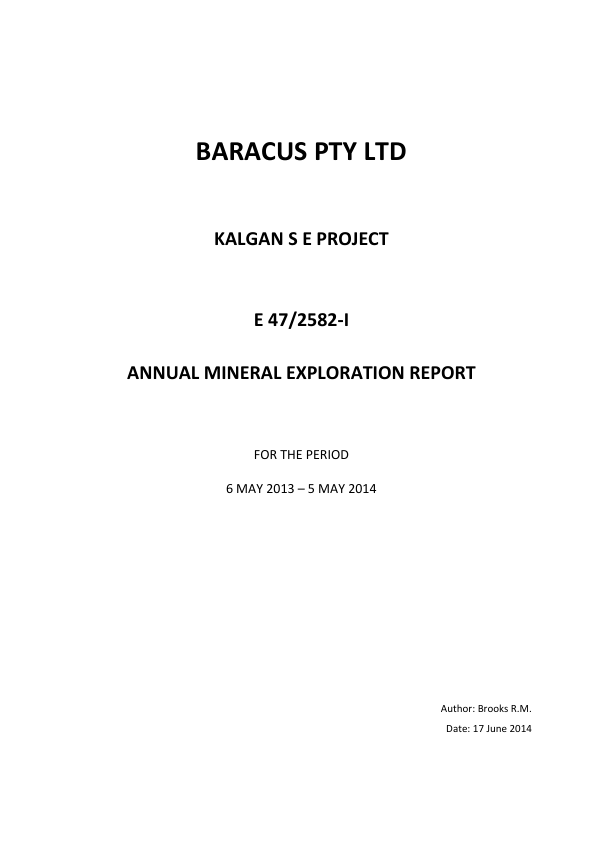 BARACUS PTY LTD
KALGAN S E PROJECT
E 47/2582-I
ANNUAL MINERAL EXPLORATION REPORT
FOR THE PERIOD
6 MAY 2013 – 5 MAY 2014
Author: Brooks R.M.
Date: 17 June 2014